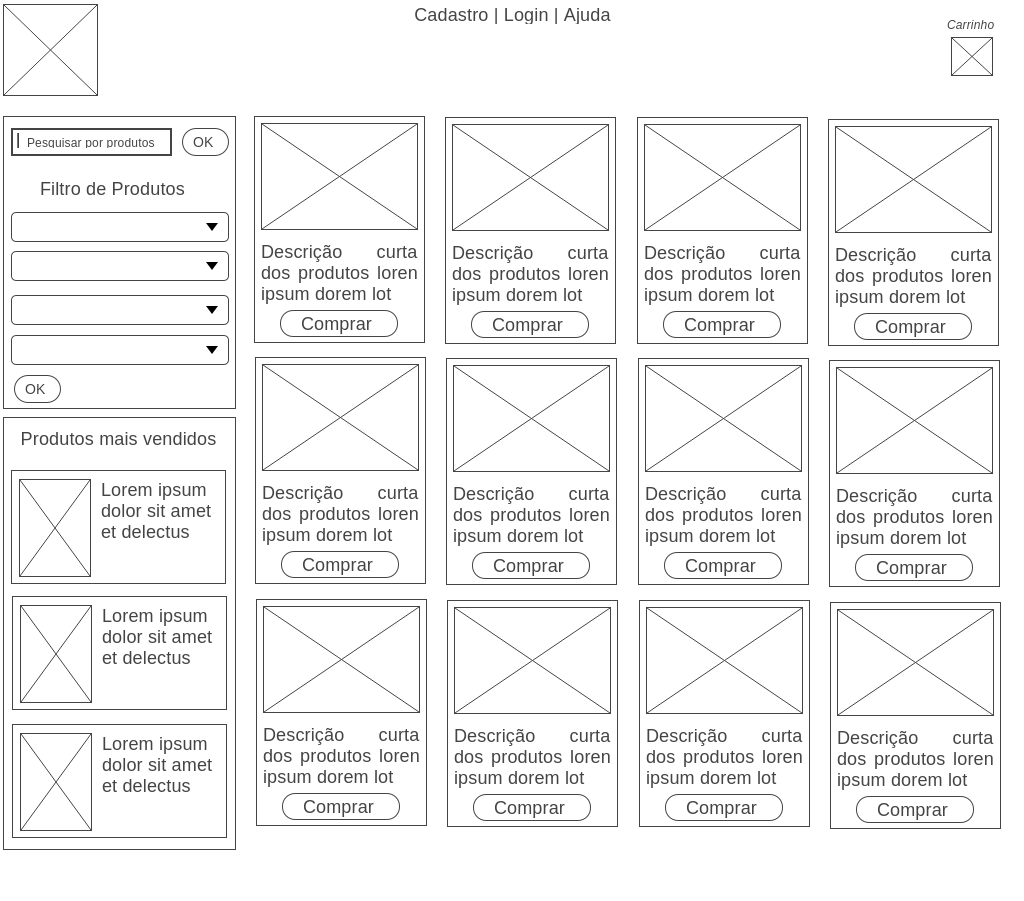 Cadastro | Login | Ajuda
Carrinho
Pesquisar por produtos
OK
Filtro de Produtos
OK
Produtos mais vendidos
Lorem ipsum
dolor sit amet
et delectus
Lorem ipsum
dolor sit amet
et delectus
Lorem ipsum
dolor sit amet
et delectus
Descrição curta
dos produtos loren
ipsum dorem lot
Comprar
Descrição curta
dos produtos loren
ipsum dorem lot
Comprar
Descrição curta
dos produtos loren
ipsum dorem lot
Comprar
Descrição curta
dos produtos loren
ipsum dorem lot
Comprar
Descrição curta
dos produtos loren
ipsum dorem lot
Comprar
Descrição curta
dos produtos loren
ipsum dorem lot
Comprar
Descrição curta
dos produtos loren
ipsum dorem lot
Comprar
Descrição curta
dos produtos loren
ipsum dorem lot
Comprar
Descrição curta
dos produtos loren
ipsum dorem lot
Comprar
Descrição curta
dos produtos loren
ipsum dorem lot
Comprar
Descrição curta
dos produtos loren
ipsum dorem lot
Comprar
Descrição curta
dos produtos loren
ipsum dorem lot
Comprar